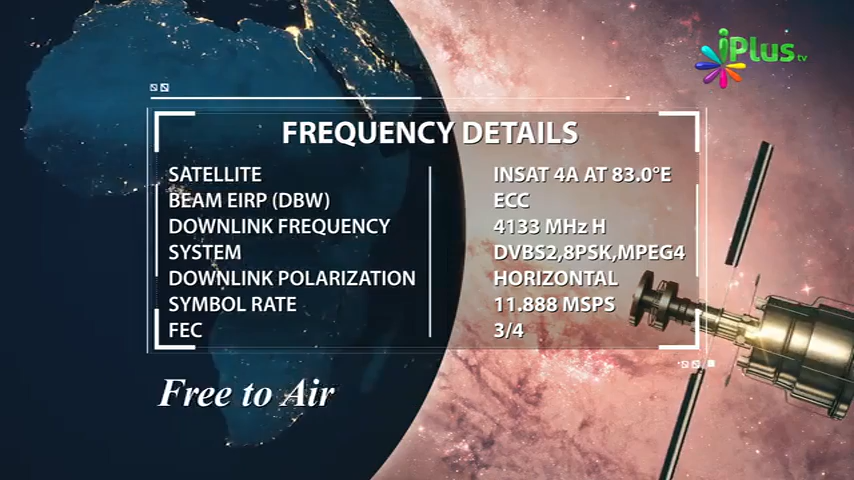 iPlus tv
FREQUENCY DETAILS
SATELLITE INSAT 4A AT 83.0°E
BEAM EIRP (DBW) ECC
DOWNLINK FREQUENCY 4133 MHz H
SYSTEM DVBS2,8PSK,MPEG4
DOWNLINK POLARIZATION HORIZONTAL
SYMBOL RATE 11.888 MSPS
FEC 3/4
Free to Air